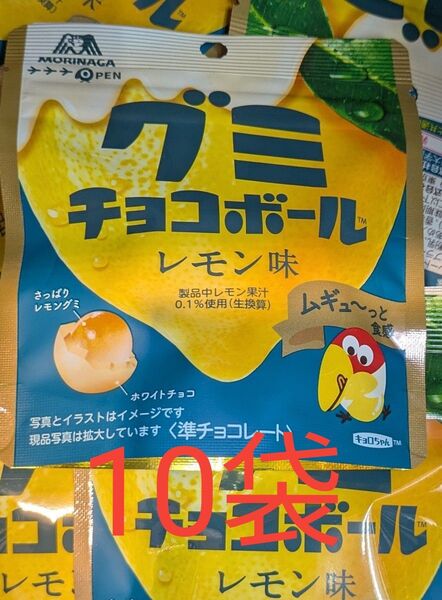 MORINAGA
OPEN
グミ
チョコボール™
レモン味
製品中レモン果汁
0.1%使用(生換算)
さっぱり
レモングミ
ムギュ〜っと
食感
ホワイトチョコ
写真とイラストはイメージです
現品写真は拡大しています〈準チョコレート〉
キョロちゃん™
10袋
チョコボール
レモン味